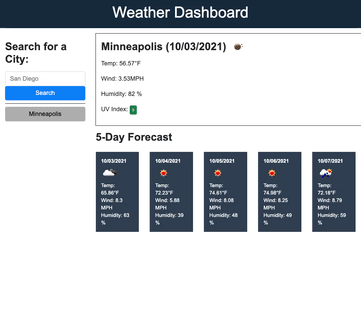 Weather Dashboard
Search for a
City:
San Diego
Search
Minneapolis
Minneapolis (10/03/2021)
Temp: 56.57°F
Wind: 3.53MPH
Humidity: 82 %
UV Index:
5-Day Forecast
10/03/2021
Temp:
65.86°F
Wind: 8.3
MPH
Humidity: 63
%
10/04/2021
Temp:
72.23°F
Wind: 5.88
MPH
Humidity: 39
%
10/05/2021
Temp:
74.61°F
Wind: 8.08
MPH
Humidity: 48
%
10/06/2021
Temp:
74.98°F
Wind: 8.25
MPH
Humidity: 49
%
10/07/2021
Temp:
72.18°F
Wind: 8.79
MPH
Humidity: 59
%